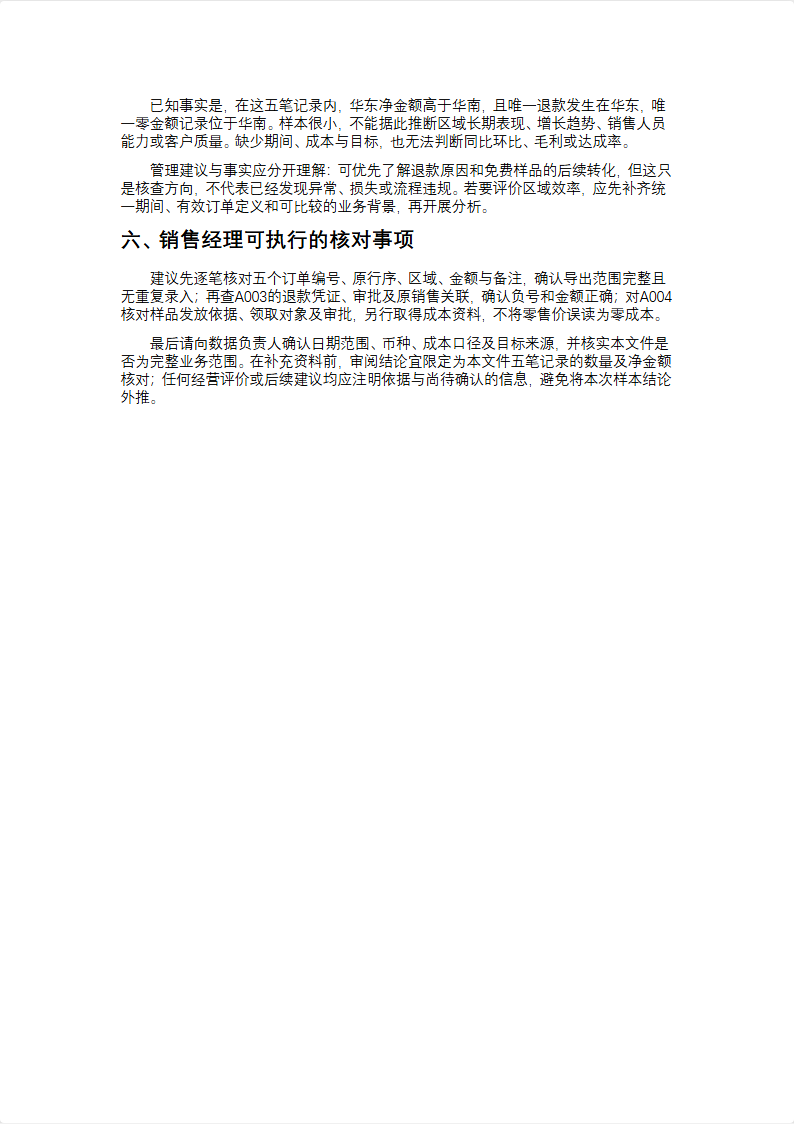 已知事实是，在这五笔记录内，华东净金额高于华南，且唯一退款发生在华东，唯
一零金额记录位于华南。样本很小，不能据此推断区域长期表现、增长趋势、销售人员
能力或客户质量。缺少期间、成本与目标，也无法判断同比环比、毛利或达成率。
管理建议与事实应分开理解：可优先了解退款原因和免费样品的后续转化，但这只
是核查方向，不代表已经发现异常、损失或流程违规。若要评价区域效率，应先补齐统
一期间、有效订单定义和可比较的业务背景，再开展分析。
六、销售经理可执行的核对事项
建议先逐笔核对五个订单编号、原行序、区域、金额与备注，确认导出范围完整且
无重复录入；再查A003的退款凭证、审批及原销售关联，确认负号和金额正确；对A004
核对样品发放依据、领取对象及审批，另行取得成本资料，不将零售价误读为零成本。
最后请向数据负责人确认日期范围、币种、成本口径及目标来源，并核实本文件是
否为完整业务范围。在补充资料前，审阅结论宜限定为本文件五笔记录的数量及净金额
核对；任何经营评价或后续建议均应注明依据与尚待确认的信息，避免将本次样本结论
外推。